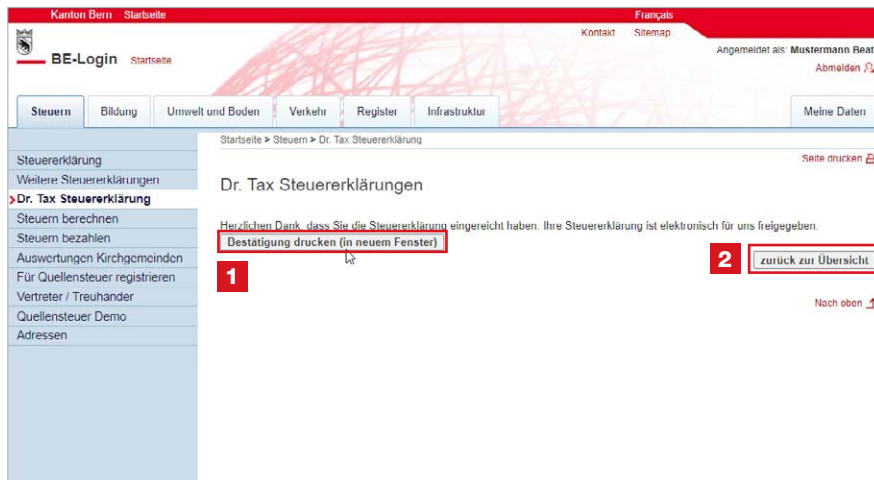 Kanton Bern Startseite Français
Kontakt Sitemap
BE-Login Startseite
Angemeldet als: Mustermann Beat
Abmelden
Steuern Bildung Umwelt und Boden Verkehr Register Infrastruktur Meine Daten
Startseite > Steuern > Dr. Tax Steuererklärung
Seite drucken
Steuererklärung
Weitere Steuererklärungen
Dr. Tax Steuererklärung
Steuern berechnen
Steuern bezahlen
Auswertungen Kirchgemeinden
Für Quellensteuer registrieren
Vertreter / Treuhander
Quellensteuer Demo
Adressen
Dr. Tax Steuererklärungen
Herzlichen Dank, dass Sie die Steuererklärung eingereicht haben. Ihre Steuererklärung ist elektronisch für uns freigegeben.
Bestätigung drucken (in neuem Fenster)
1
2 zurück zur Übersicht
Nach oben